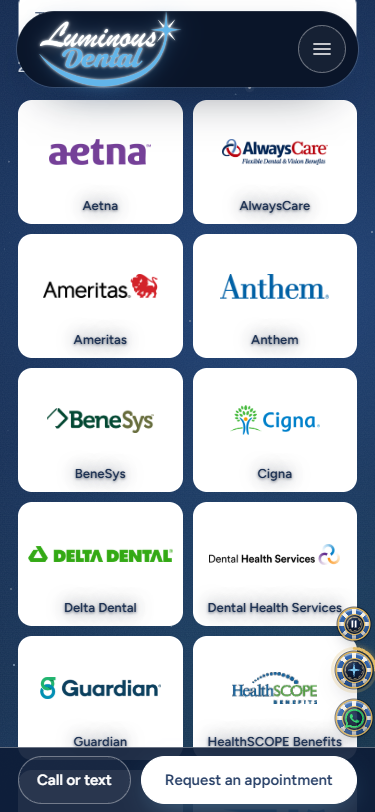 Luminous
Dental
aetna™
Aetna
AlwaysCare
Flexible Dental & Vision Benefits
AlwaysCare
Ameritas
Ameritas
Anthem®
Anthem
BeneSys
BeneSys
Cigna
Cigna
DELTA DENTAL®
Delta Dental
Dental Health Services
Dental Health Services
Guardian
Guardian
HealthSCOPE
BENEFITS
HealthSCOPE Benefits
Call or text
Request an appointment